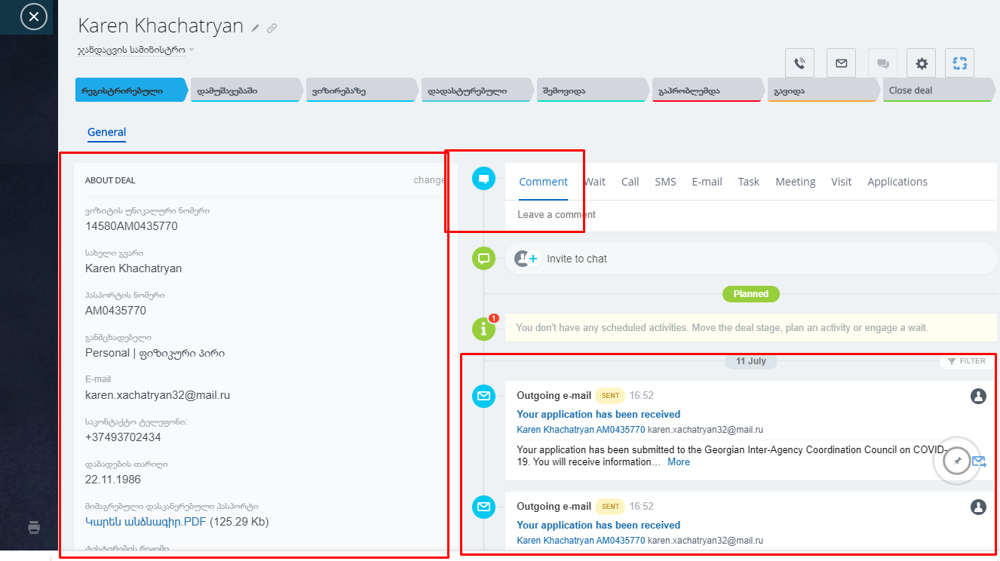 Karen Khachatryan
ჯანდაცვის სამინისტრო
რეგისტრირებული დამუშავებაში ვიზირებაზე დადასტურებული შემოვიდა გაპრობლემდა გავიდა Close deal
General
ABOUT DEAL change
ვიზიტის უნიკალური ნომერი
14580AM0435770
სახელი გვარი
Karen Khachatryan
პასპორტის ნომერი
AM0435770
განმცხადებელი
Personal | ფიზიკური პირი
E-mail
karen.xachatryan32@mail.ru
საკონტაქტო ტელეფონი:
+37493702434
დაბადების თარიღი
22.11.1986
მიმაგრებული დასკანერებული პასპორტი
Կարեն անձնագիր.PDF (125.29 Kb)
ტესტირების რეჟიმი
Comment Wait Call SMS E-mail Task Meeting Visit Applications
Leave a comment
Invite to chat
Planned
1
You don't have any scheduled activities. Move the deal stage, plan an activity or engage a wait.
11 July FILTER
Outgoing e-mail SENT 16:52
Your application has been received
Karen Khachatryan AM0435770 karen.xachatryan32@mail.ru
Your application has been submitted to the Georgian Inter-Agency Coordination Council on COVID-
19. You will receive information… More
Outgoing e-mail SENT 16:52
Your application has been received
Karen Khachatryan AM0435770 karen.xachatryan32@mail.ru